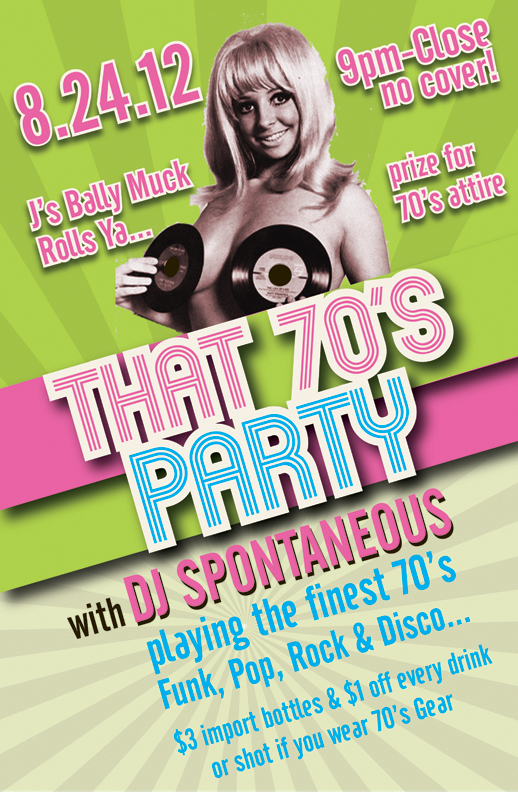 8.24.12
9pm-Close
no cover!
J's Bally Muck
Rolls Ya...
prize for
70's attire
THAT 70'S
PARTY
with DJ SPONTANEOUS
playing the finest 70's
Funk, Pop, Rock & Disco...
$3 import bottles & $1 off every drink
or shot if you wear 70's Gear